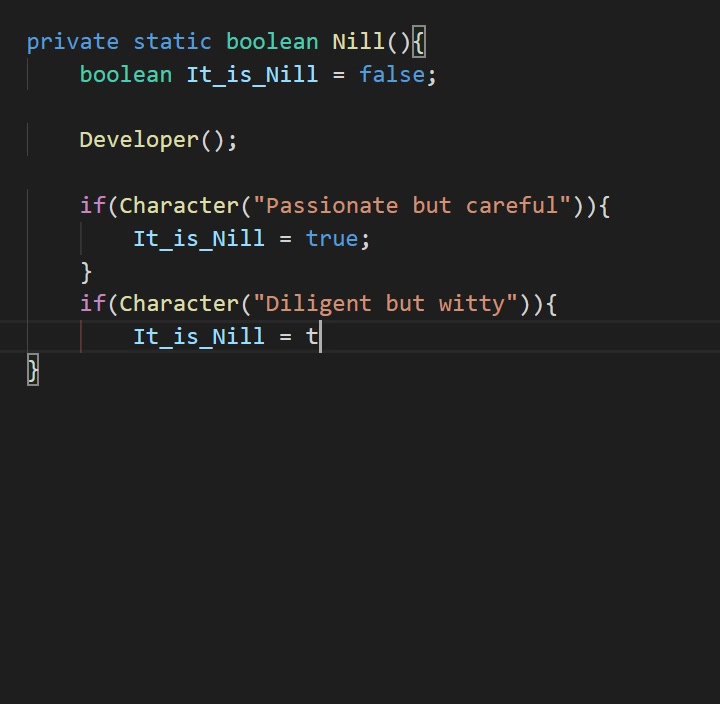 private static boolean Nill(){
    boolean It_is_Nill = false;

    Developer();

    if(Character("Passionate but careful")){
        It_is_Nill = true;
    }
    if(Character("Diligent but witty")){
        It_is_Nill = t
}